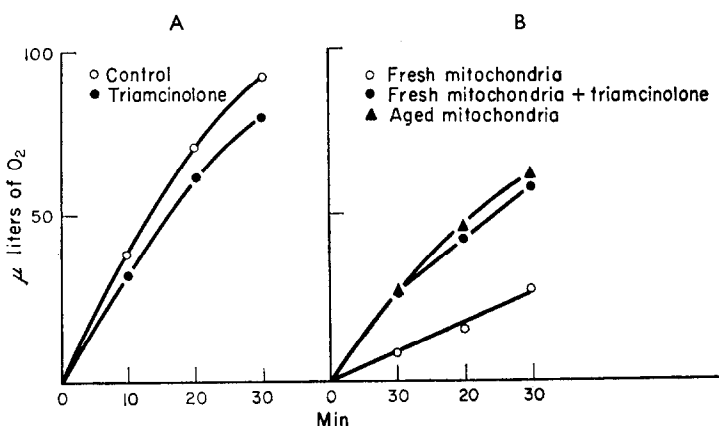 A
B
100
50
μ liters of O₂
○ Control
● Triamcinolone
○ Fresh mitochondria
● Fresh mitochondria + triamcinolone
▲ Aged mitochondria
0 10 20 30
0 30 20 30
Min